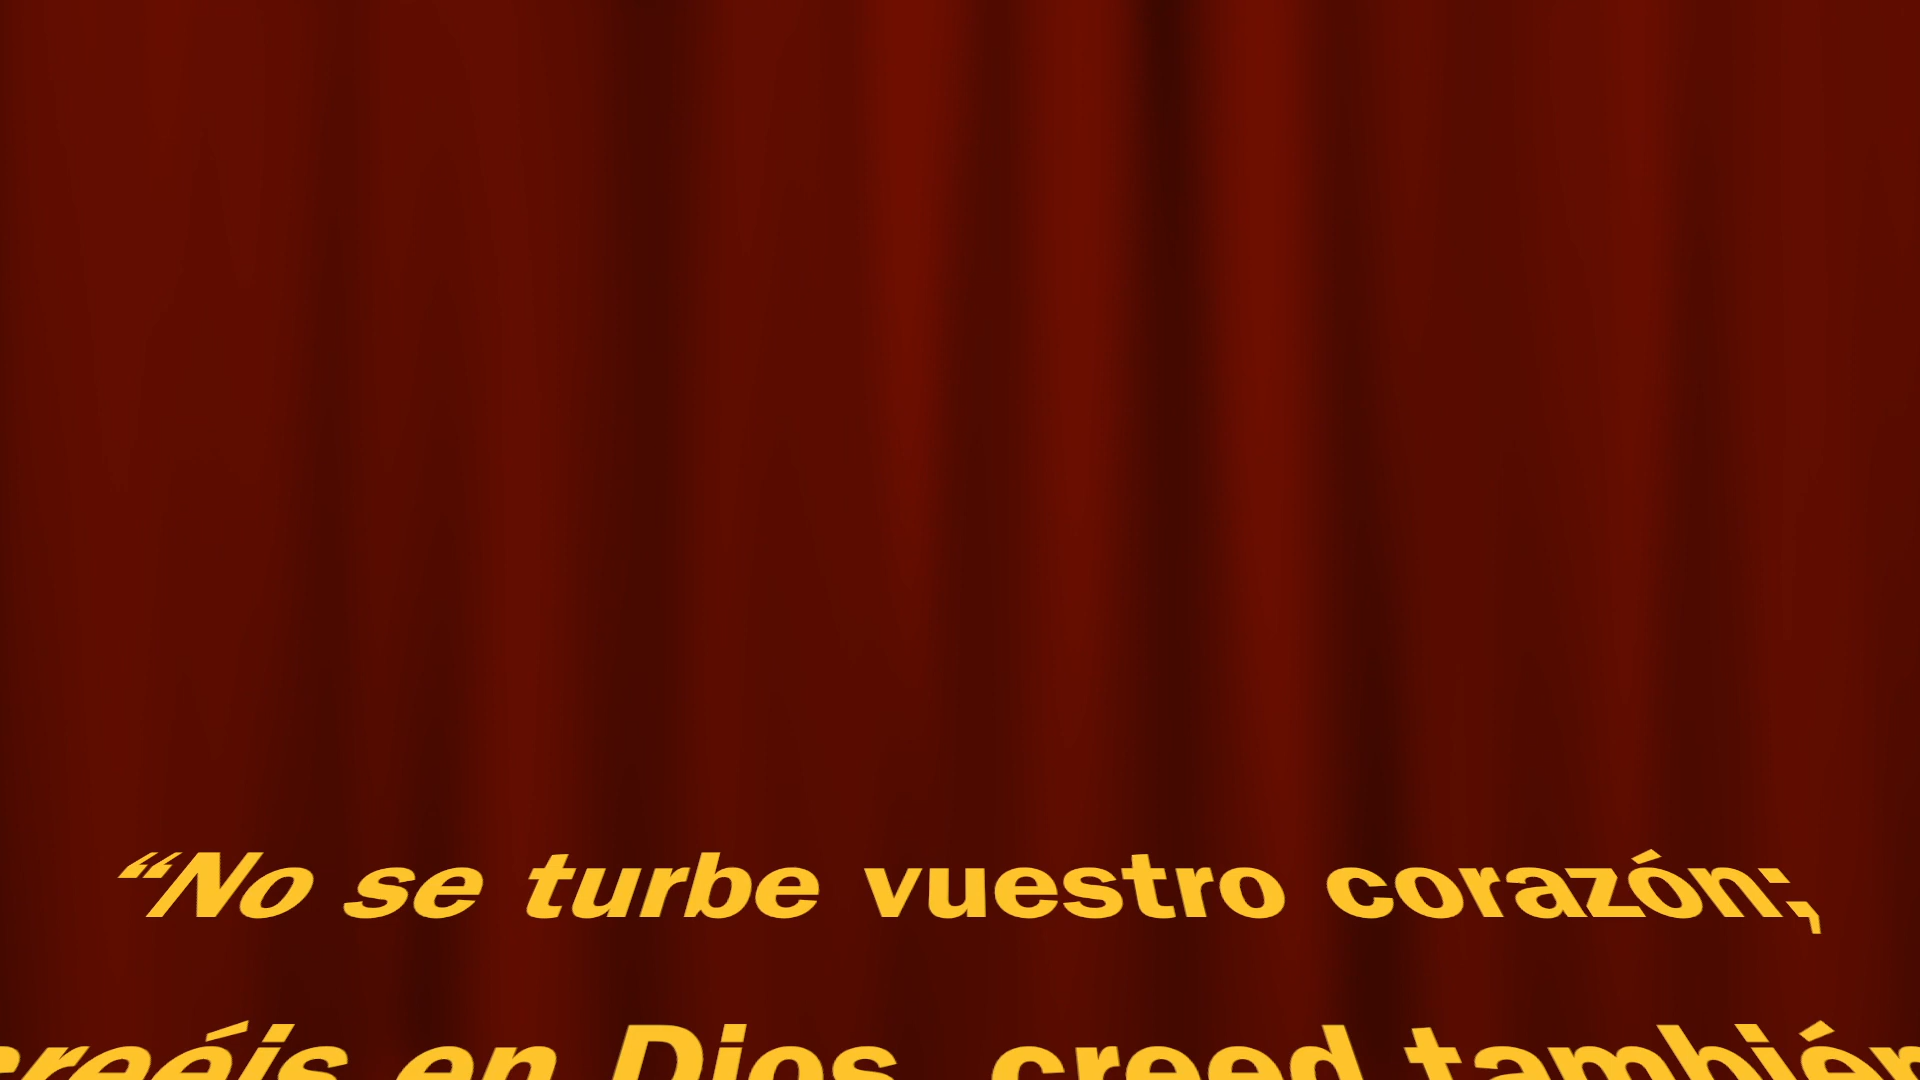 “No se turbe vuestro corazón;
creéis en Dios, creed también